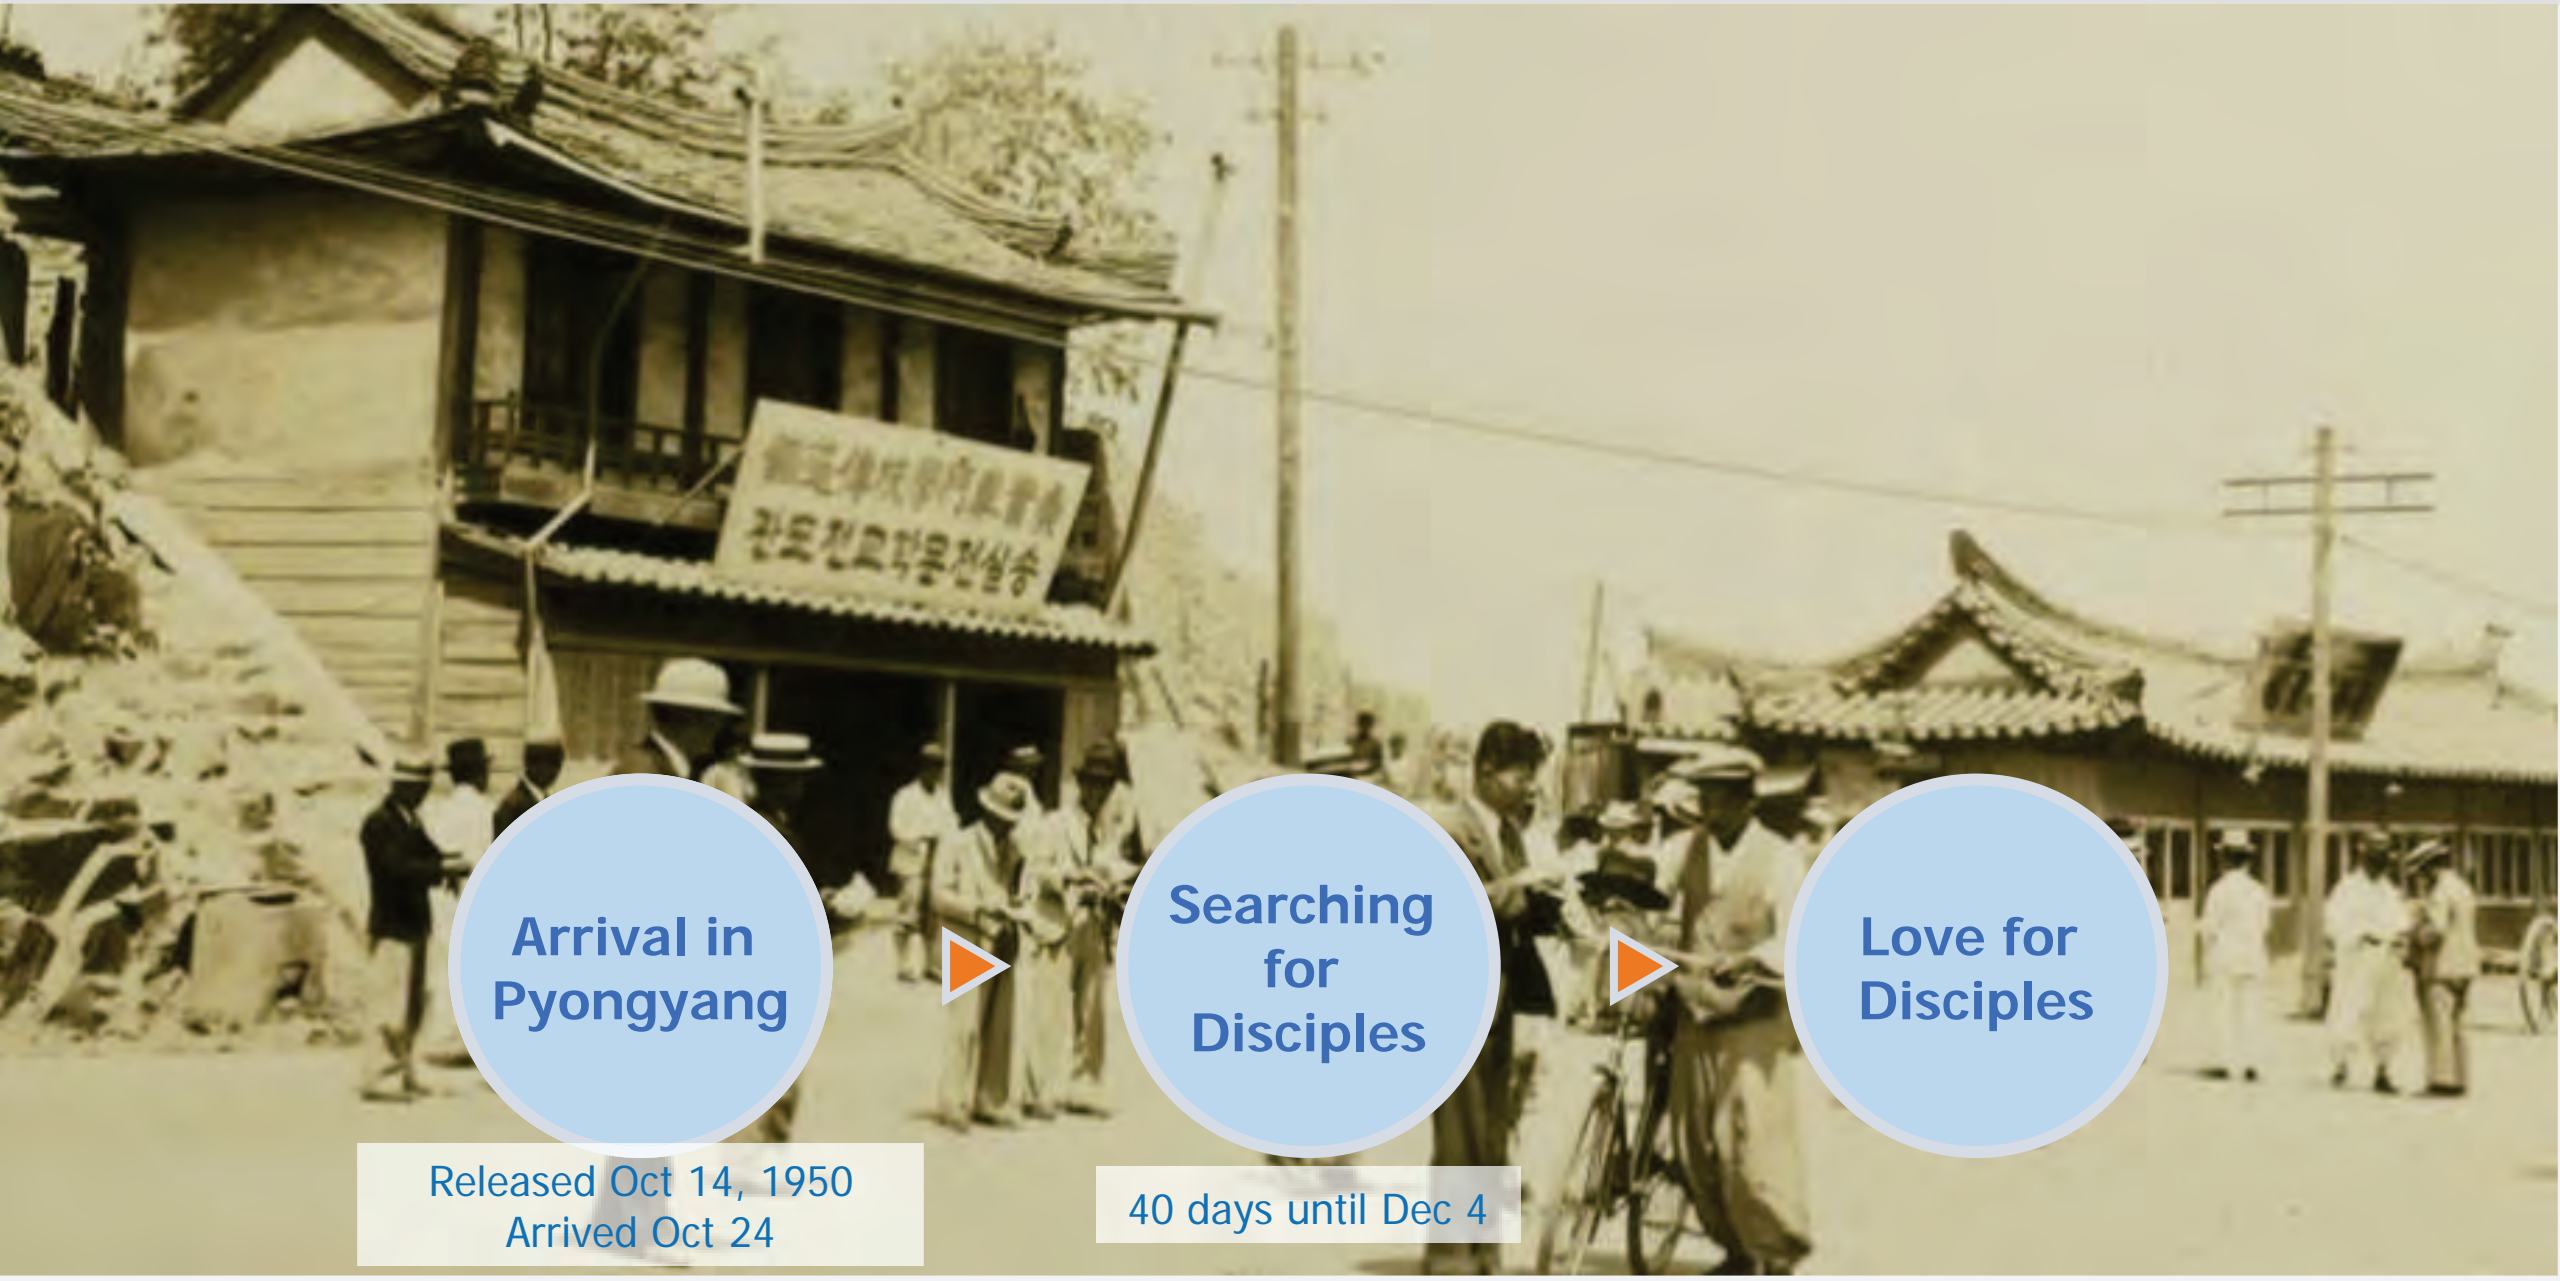 Arrival in
Pyongyang
Released Oct 14, 1950
Arrived Oct 24
Searching
for
Disciples
40 days until Dec 4
Love for
Disciples